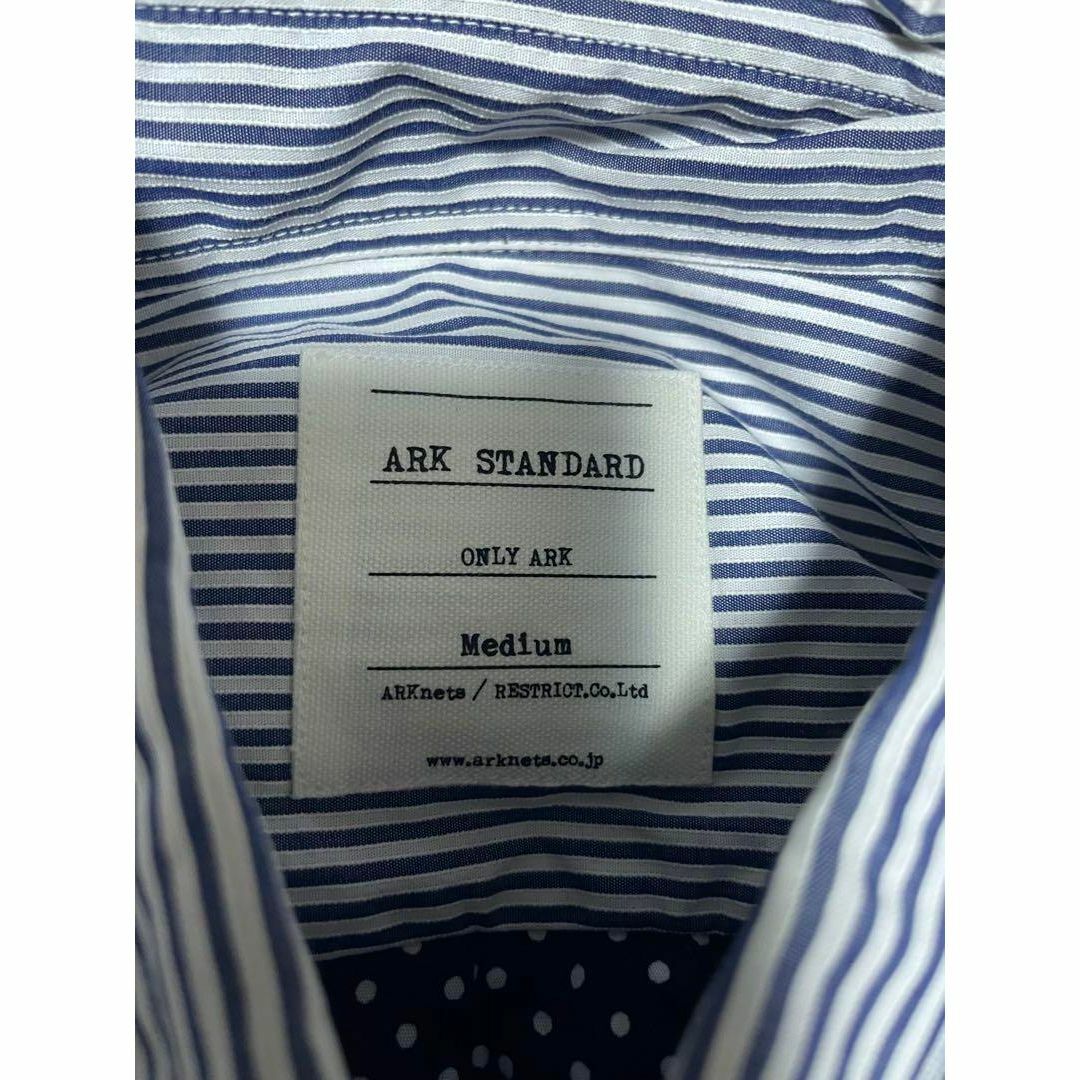 ARK STANDARD
ONLY ARK
Medium
ARKnets / RESTRICT.Co.Ltd
www.arknets.co.jp